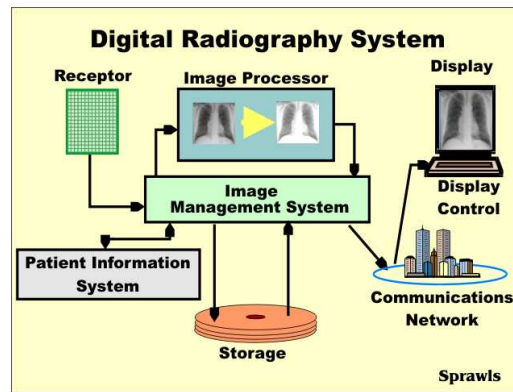 Digital Radiography System
Receptor
Image Processor
Display
Image
Management System
Display
Control
Patient Information
System
Communications
Network
Storage
Sprawls